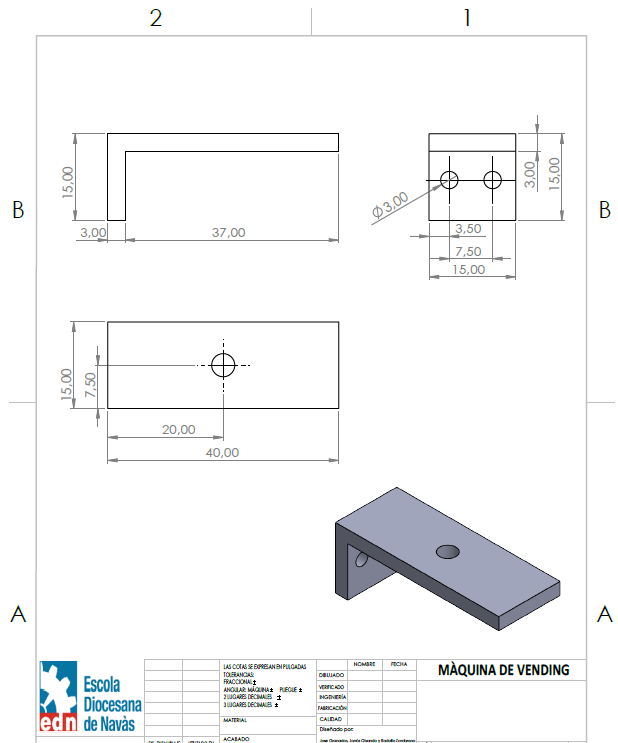 2 1
B B
15,00
3,00 37,00
Ø3,00
3,00
15,00
3,50
7,50
15,00
15,00
7,50
20,00
40,00
A A
edn
Escola
Diocesana
de Navàs
LAS COTAS SE EXPRESAN EN PULGADAS
TOLERANCIAS:
FRACCIONAL±
ANGULAR: MÁQUINA± PLIEGUE ±
2 LUGARES DECIMALES ±
3 LUGARES DECIMALES ±
MATERIAL
ACABADO:
NOMBRE FECHA
DIBUJADO
VERIFICADO
INGENIERÍA
FABRICACIÓN
CALIDAD
Diseñado por:
MÀQUINA DE VENDING